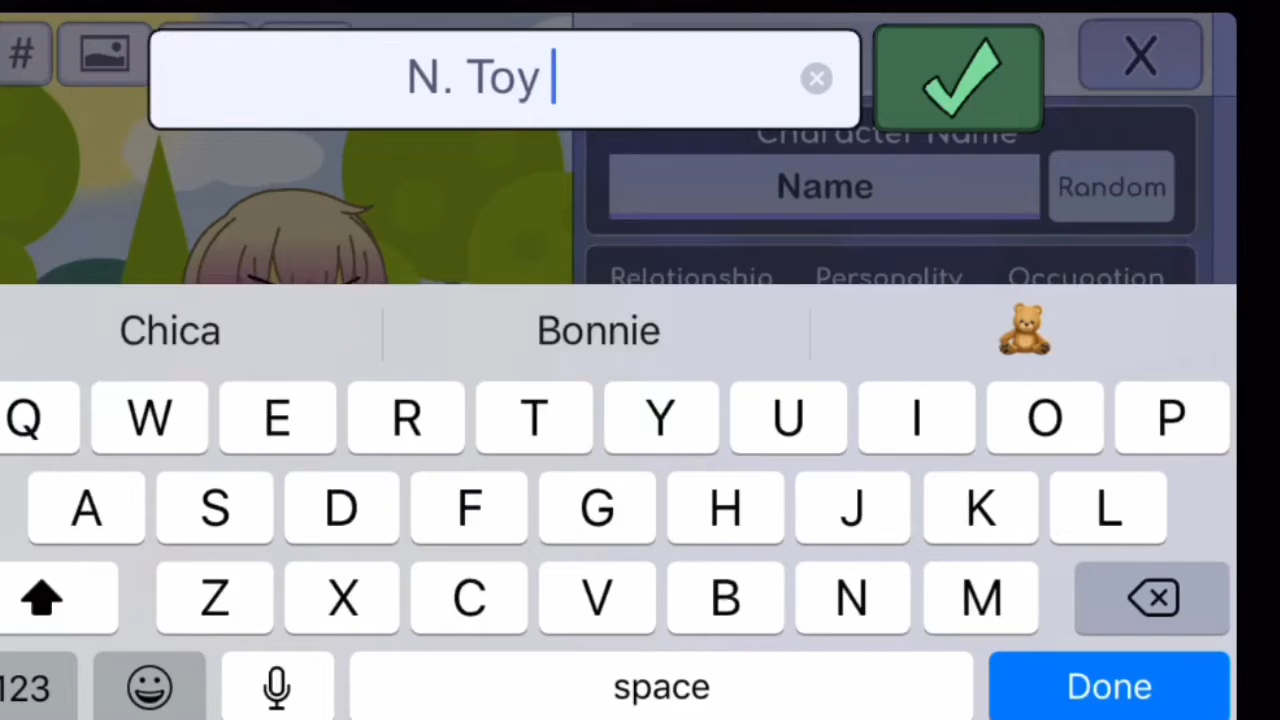 #
N. Toy
X
Character Name
Name
Random
Relationship Personality Occupation
Chica Bonnie
Q W E R T Y U I O P
A S D F G H J K L
Z X C V B N M
123 space Done